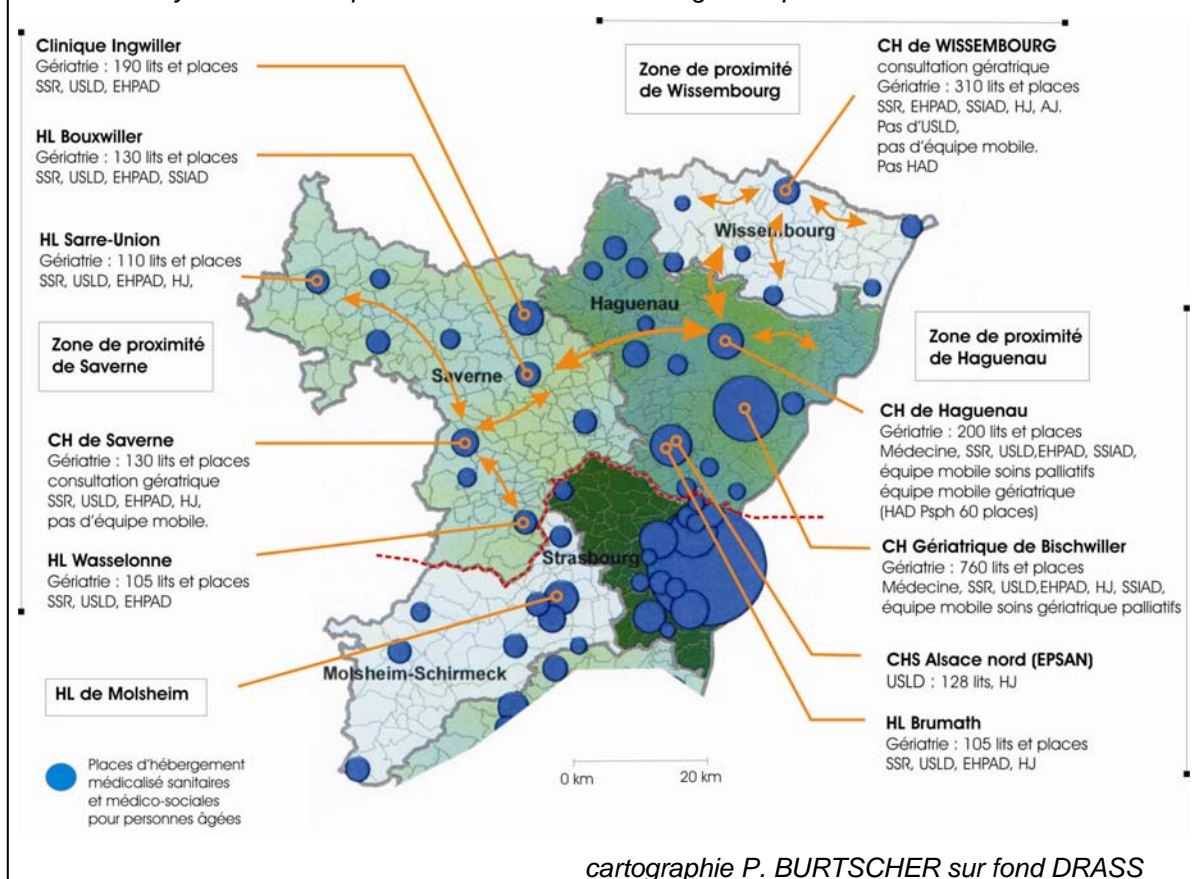 Clinique Ingwiller
Gériatrie : 190 lits et places
SSR, USLD, EHPAD
HL Bouxwiller
Gériatrie : 130 lits et places
SSR, USLD, EHPAD, SSIAD
HL Sarre-Union
Gériatrie : 110 lits et places
SSR, USLD, EHPAD, HJ,
Zone de proximité
de Saverne
CH de Saverne
Gériatrie : 130 lits et places
consultation gératrique
SSR, USLD, EHPAD, HJ,
pas d'équipe mobile.
HL Wasselonne
Gériatrie : 105 lits et places
SSR, USLD, EHPAD
HL de Molsheim
Places d'hébergement
médicalisé sanitaires
et médico-sociales
pour personnes âgées
Zone de proximité
de Wissembourg
Wissembourg
Haguenau
Saverne
Strasbourg
Molsheim-Schirmeck
0 km
20 km
CH de WISSEMBOURG
consultation gératrique
Gériatrie : 310 lits et places
SSR, EHPAD, SSIAD, HJ, AJ.
Pas d'USLD,
pas d'équipe mobile.
Pas HAD
Zone de proximité
de Haguenau
CH de Haguenau
Gériatrie : 200 lits et places
Médecine, SSR, USLD,EHPAD, SSIAD,
équipe mobile soins palliatifs
équipe mobile gériatrique
(HAD Psph 60 places)
CH Gériatrique de Bischwiller
Gériatrie : 760 lits et places
Médecine, SSR, USLD,EHPAD, HJ, SSIAD,
équipe mobile soins gériatrique palliatifs
CHS Alsace nord (EPSAN)
USLD : 128 lits, HJ
HL Brumath
Gériatrie : 105 lits et places
SSR, USLD, EHPAD, HJ
cartographie P. BURTSCHER sur fond DRASS